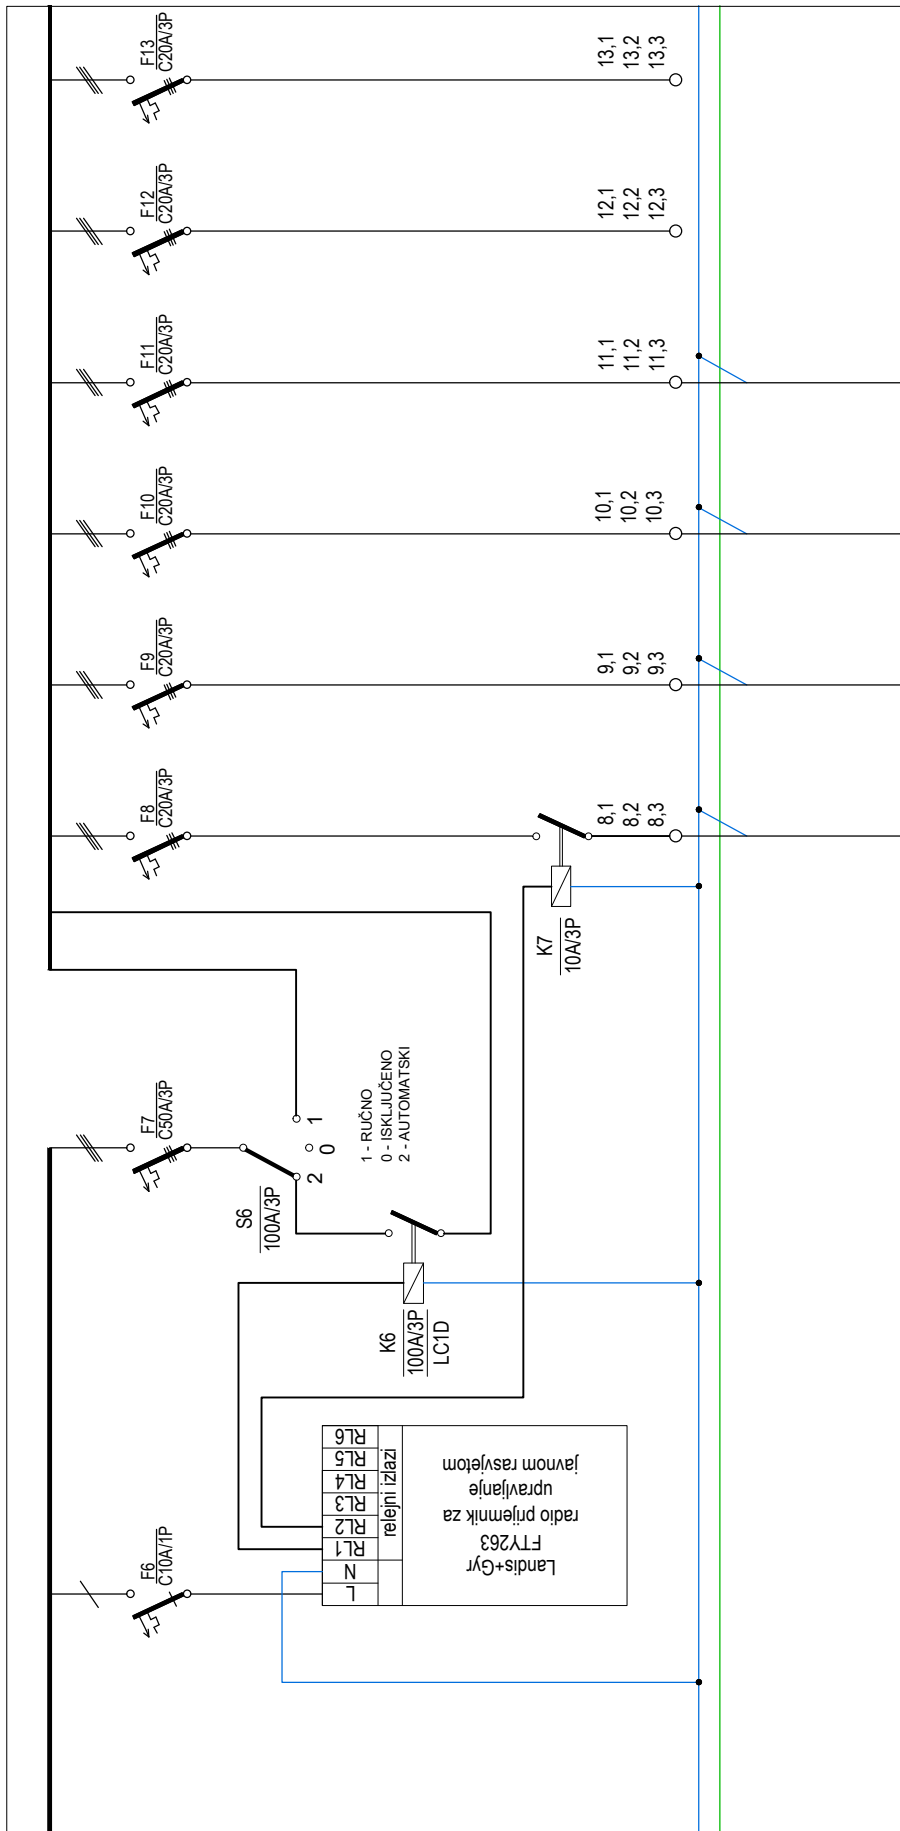 F13
C20A/3P
13,1
13,2
13,3
F12
C20A/3P
12,1
12,2
12,3
F11
C20A/3P
11,1
11,2
11,3
F10
C20A/3P
10,1
10,2
10,3
F9
C20A/3P
9,1
9,2
9,3
F8
C20A/3P
8,1
8,2
8,3
K7
10A/3P
F7
C50A/3P
1
0
2
1 - RUČNO
0 - ISKLJUČENO
2 - AUTOMATSKI
S6
100A/3P
K6
100A/3P
LC1D
F6
C10A/1P
L
N
RL1
RL2
RL3
RL4
RL5
RL6
relejni izlazi
Landis+Gyr
FTY263
radio prijemnik za
upravljanje
javnom rasvjetom